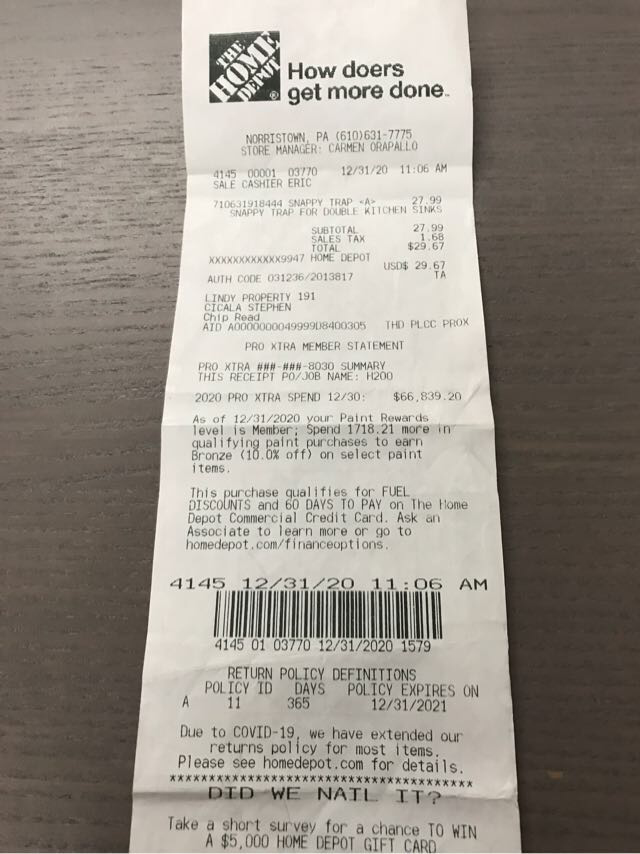 THE
HOME
DEPOT
®
How doers
get more done™
NORRISTOWN, PA (610)631-7775
STORE MANAGER: CARMEN ORAPALLO
4145 00001 03770 12/31/20 11:06 AM
SALE CASHIER ERIC
710631918444 SNAPPY TRAP <A> 27.99
SNAPPY TRAP FOR DOUBLE KITCHEN SINKS
SUBTOTAL 27.99
SALES TAX 1.68
TOTAL $29.67
XXXXXXXXXXXX9947 HOME DEPOT
USD$ 29.67
AUTH CODE 031236/2013817 TA
LINDY PROPERTY 191
CICALA STEPHEN
Chip Read
AID A0000000049999D8400305 THD PLCC PROX
PRO XTRA MEMBER STATEMENT
PRO XTRA ###-###-8030 SUMMARY
THIS RECEIPT PO/JOB NAME: H200
2020 PRO XTRA SPEND 12/30: $66,839.20
As of 12/31/2020 your Paint Rewards
level is Member; Spend 1718.21 more in
qualifying paint purchases to earn
Bronze (10.0% off) on select paint
items.
This purchase qualifies for FUEL
DISCOUNTS and 60 DAYS TO PAY on The Home
Depot Commercial Credit Card. Ask an
Associate to learn more or go to
homedepot.com/financeoptions.
4145 12/31/20 11:06 AM
4145 01 03770 12/31/2020 1579
RETURN POLICY DEFINITIONS
POLICY ID DAYS POLICY EXPIRES ON
A 11 365 12/31/2021
Due to COVID-19, we have extended our
returns policy for most items.
Please see homedepot.com for details.
****************************************
DID WE NAIL IT?
Take a short survey for a chance TO WIN
A $5,000 HOME DEPOT GIFT CARD